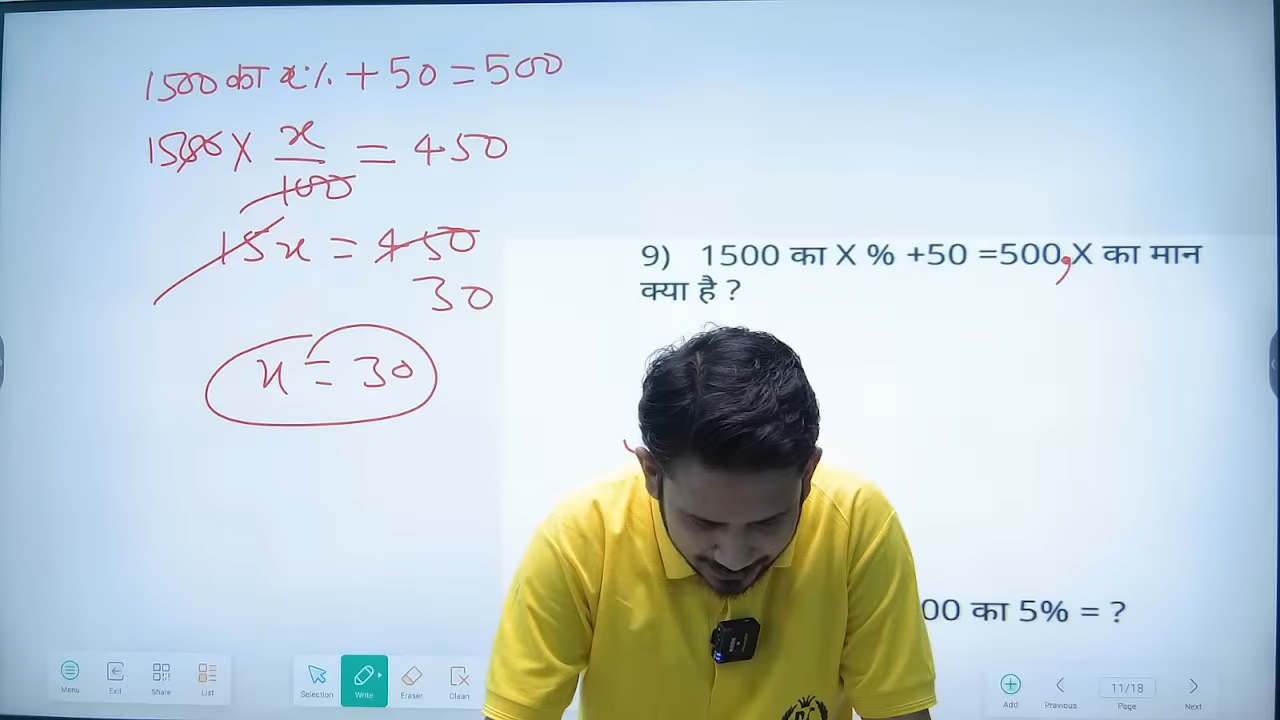 1500 का x% + 50 = 500
1500 × x/100 = 450
15x = 450
30
x = 30
9) 1500 का X % +50 =500,X का मान
क्या है ?
00 का 5% = ?
Menu Exit Share List Selection Write Eraser Clean Add Previous 11/18 Page Next